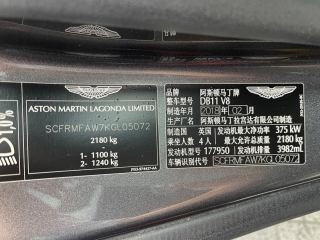 1,0%
ASTON MARTIN LAGONDA LIMITED
SCFRMFAW7KGL05072
2180 kg
1 - 1100 kg
2 - 1240 kg
品牌 阿斯顿马丁牌
整车型号 DB11 V8
制造年月 2018 年 02 月
阿斯顿马丁拉宫达有限公司制造
制造国 英国 发动机最大净功率 375 kW
乘坐人数 4 人 最大允许总质量 2180 kg
发动机型号 177950 发动机排量 3982mL
车辆识别代号 SCFRMFAW7KGL05072